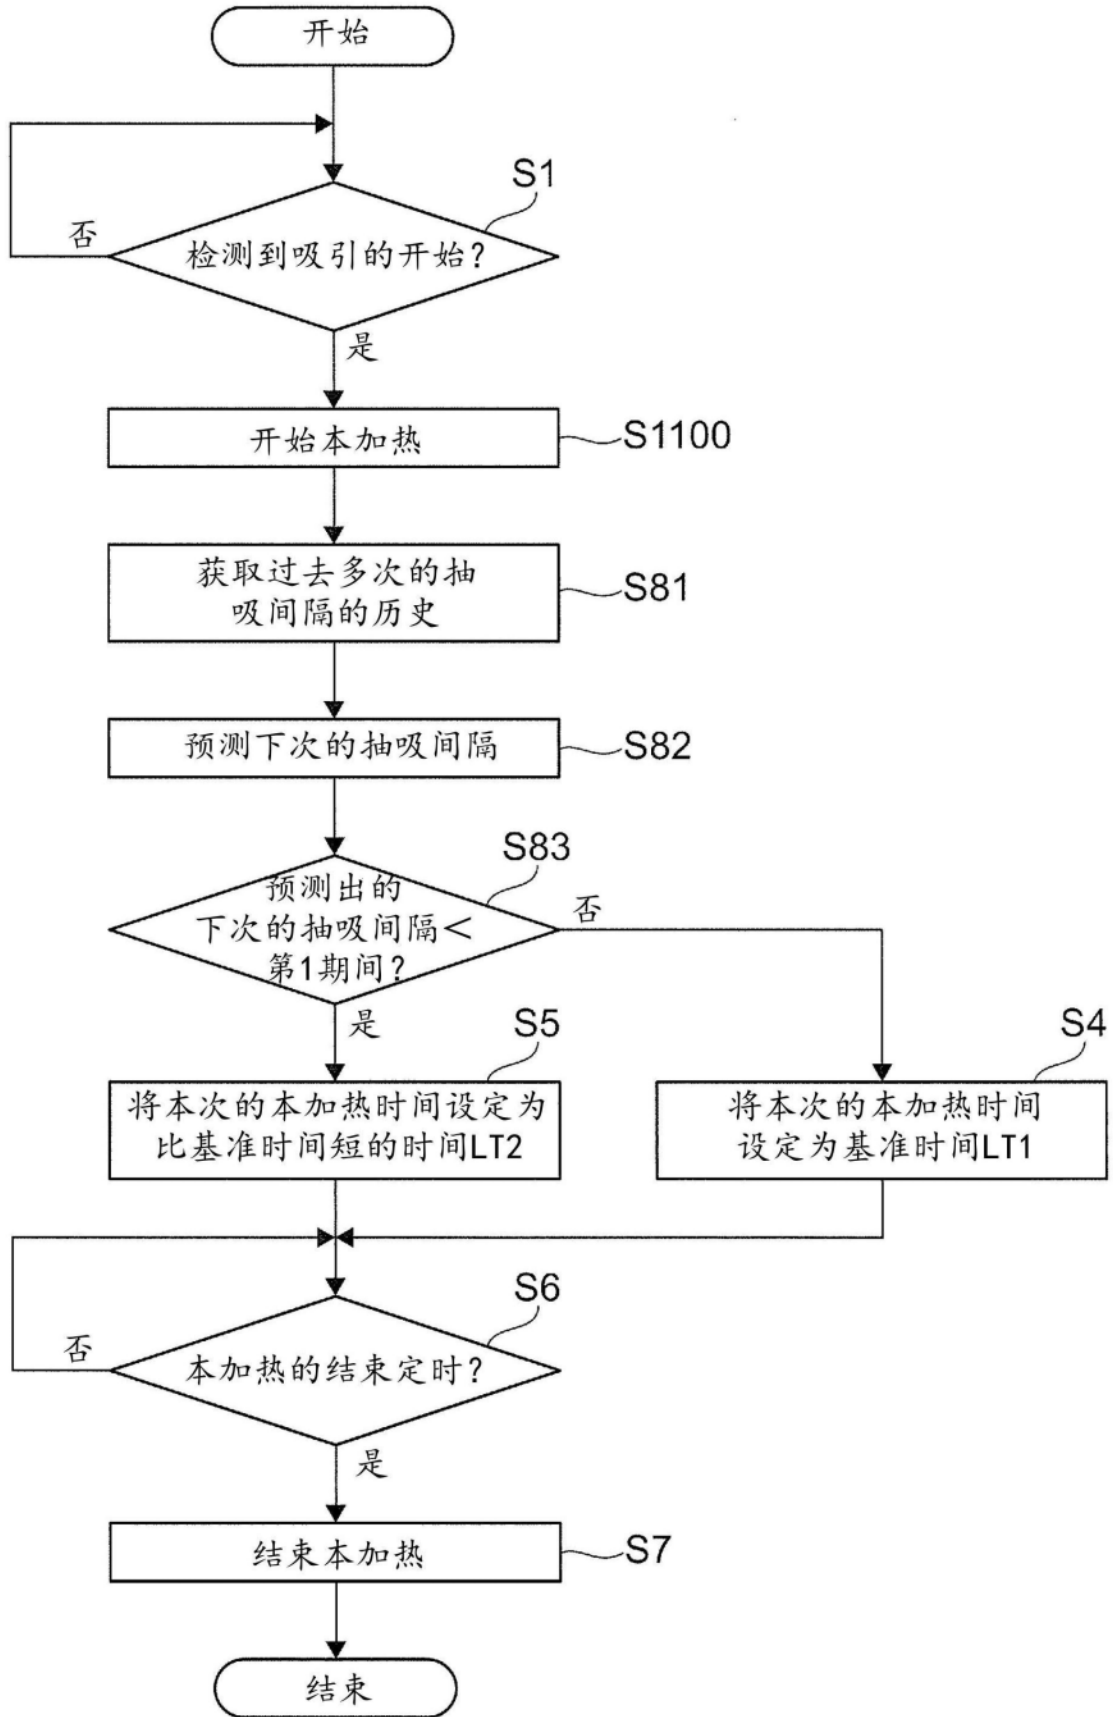 开始
S1
否
检测到吸引的开始?
是
开始本加热
S1100
获取过去多次的抽
吸间隔的历史
S81
预测下次的抽吸间隔
S82
S83
预测出的
下次的抽吸间隔<
第1期间?
否
是
S5
S4
将本次的本加热时间设定为
比基准时间短的时间LT2
将本次的本加热时间
设定为基准时间LT1
S6
否
本加热的结束定时?
是
结束本加热
S7
结束